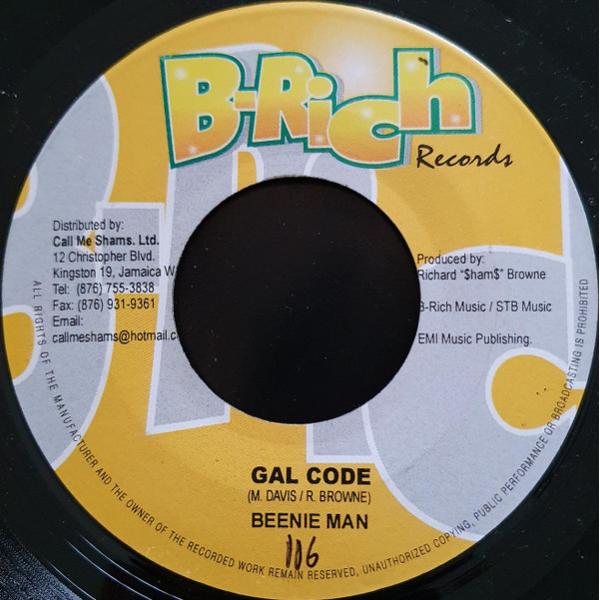 B-Rich
Records
Distributed by:
Call Me Shams. Ltd.
12 Christopher Blvd.
Kingston 19, Jamaica W
Tel: (876) 755-3838
Fax: (876) 931-9361
Email:
callmeshams@hotmail.c
Produced by:
Richard "$ham$" Browne
B-Rich Music / STB Music
EMI Music Publishing.
GAL CODE
(M. DAVIS / R. BROWNE)
BEENIE MAN
106
ALL RIGHTS OF THE MANUFACTURER AND THE OWNER OF THE RECORDED WORK REMAIN RESERVED, UNAUTHORIZED COPYING, PUBLIC PERFORMANCE OR BROADCASTING IS PROHIBITED